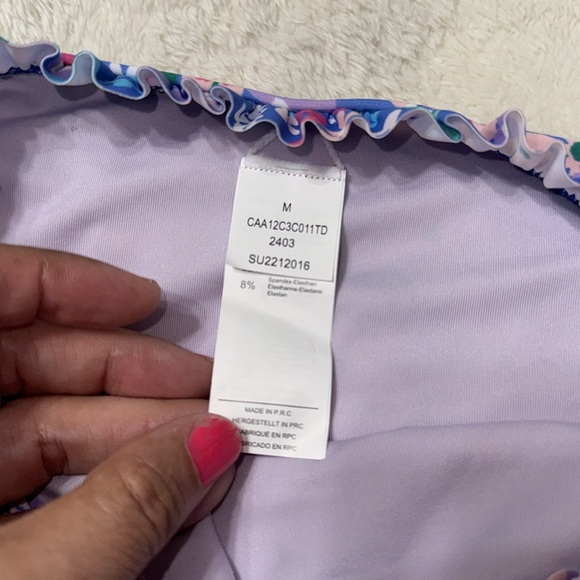 M
CAA12C3C011TD
2403
SU2212016
8%
Spandex-Elasthan
Elasthanne-Elastano
Elastan
MADE IN P.R.C
HERGESTELLT IN PRC
FABRIQUE EN RPC
FABRICADO EN RPC